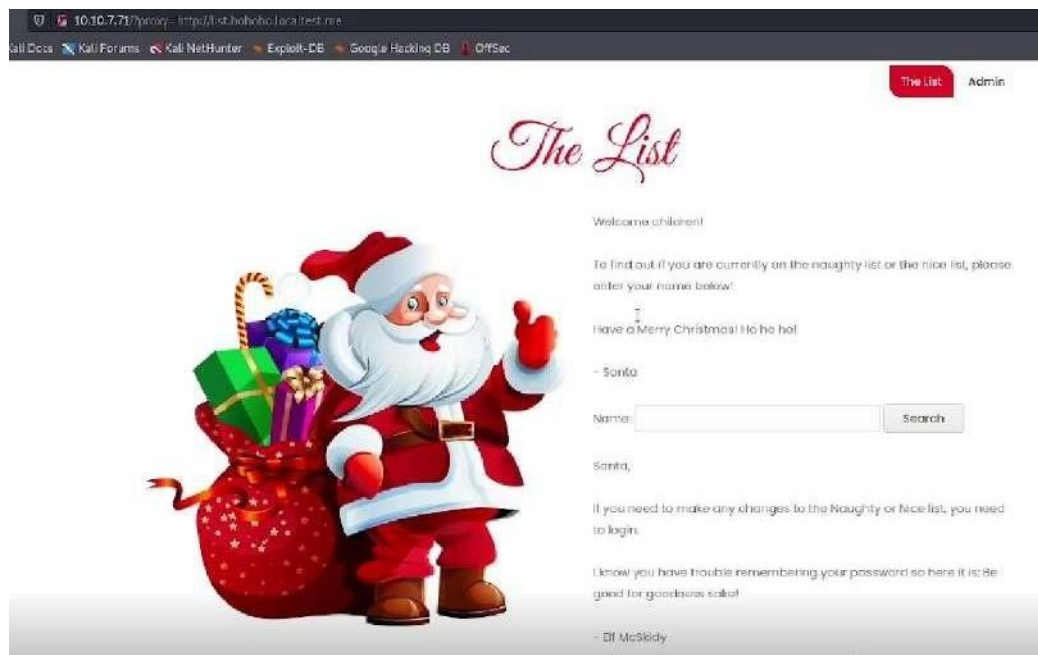 10.10.7.71/?proxy=http://list.hohoho.localtest.me
Kali Docs Kali Forums Kali NetHunter Exploit-DB Google Hacking DB OffSec
The List Admin
The List
Welcome children!
To find out if you are currently on the naughty list or the nice list, please
enter your name below!
Have a Merry Christmas! Ho ho ho!
- Santa
Name: Search
Santa,
If you need to make any changes to the Naughty or Nice list, you need
to login.
I know you have trouble remembering your password so here it is: Be
good for goodness sake!
- Elf McSkidy